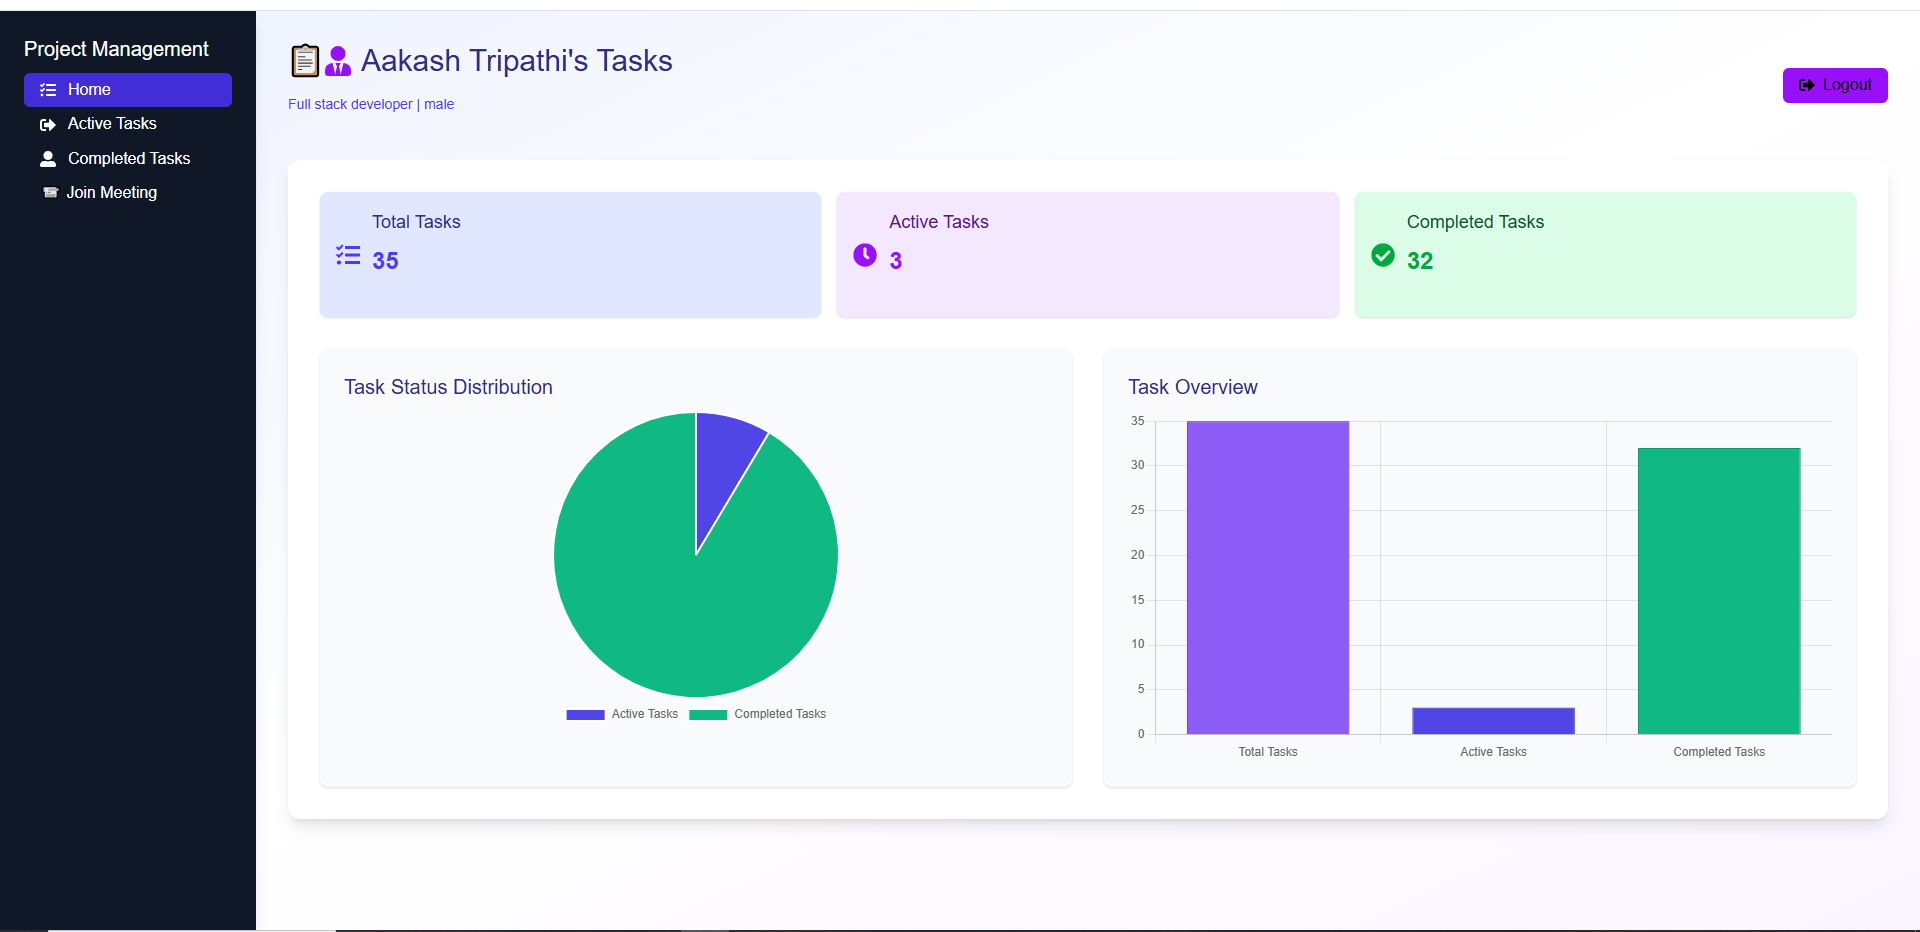 Project Management
Home
Active Tasks
Completed Tasks
Join Meeting
Aakash Tripathi's Tasks
Full stack developer | male
Logout
Total Tasks
35
Active Tasks
3
Completed Tasks
32
Task Status Distribution
Active Tasks
Completed Tasks
Task Overview
35
30
25
20
15
10
5
0
Total Tasks
Active Tasks
Completed Tasks